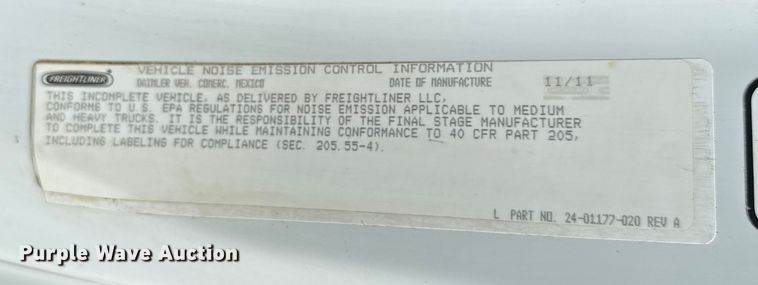 FREIGHTLINER
VEHICLE NOISE EMISSION CONTROL INFORMATION
DAIMLER VEH. COMERC. MEXICO DATE OF MANUFACTURE 11/11
THIS INCOMPLETE VEHICLE, AS DELIVERED BY FREIGHTLINER LLC,
CONFORMS TO U.S. EPA REGULATIONS FOR NOISE EMISSION APPLICABLE TO MEDIUM
AND HEAVY TRUCKS. IT IS THE RESPONSIBILITY OF THE FINAL STAGE MANUFACTURER
TO COMPLETE THIS VEHICLE WHILE MAINTAINING CONFORMANCE TO 40 CFR PART 205,
INCLUDING LABELING FOR COMPLIANCE (SEC. 205.55-4).
L PART NO. 24-01177-020 REV A
Purple Wave Auction